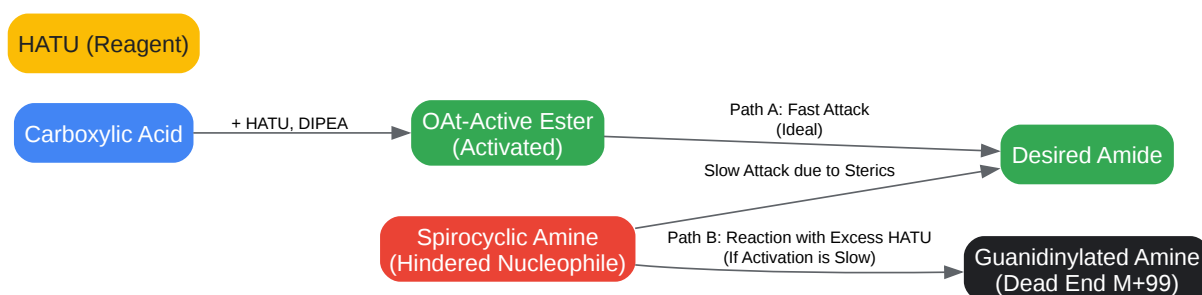 HATU (Reagent)
Carboxylic Acid
+ HATU, DIPEA
OAt-Active Ester
(Activated)
Path A: Fast Attack
(Ideal)
Desired Amide
Slow Attack due to Sterics
Spirocyclic Amine
(Hindered Nucleophile)
Path B: Reaction with Excess HATU
(If Activation is Slow)
Guanidinylated Amine
(Dead End M+99)